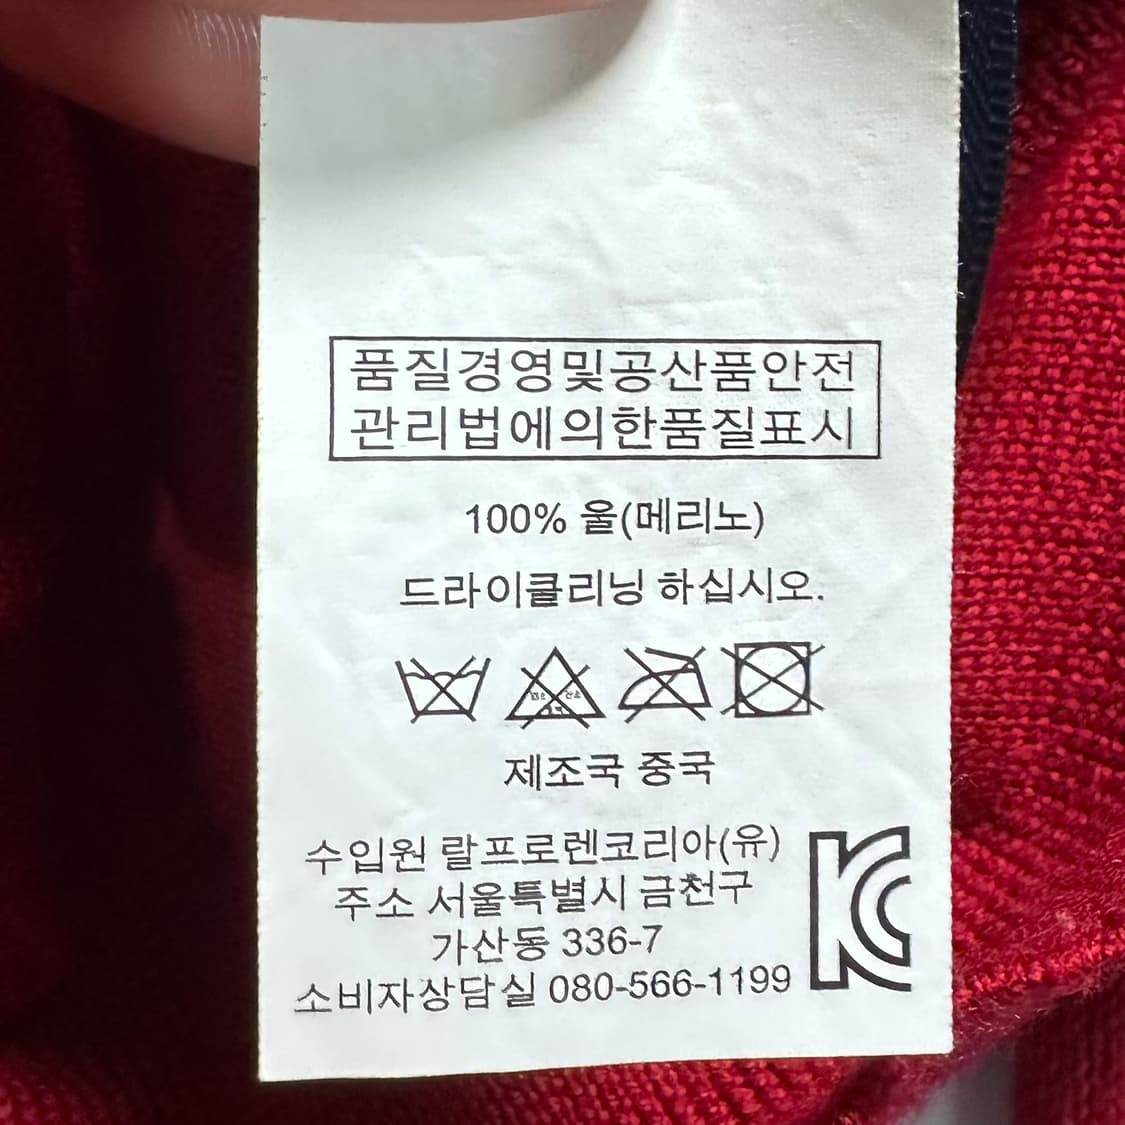 품질경영및공산품안전
관리법에의한품질표시
100% 울(메리노)
드라이클리닝 하십시오.
제조국 중국
수입원 랄프로렌코리아(유)
주소 서울특별시 금천구
가산동 336-7
소비자상담실 080-566-1199
KC